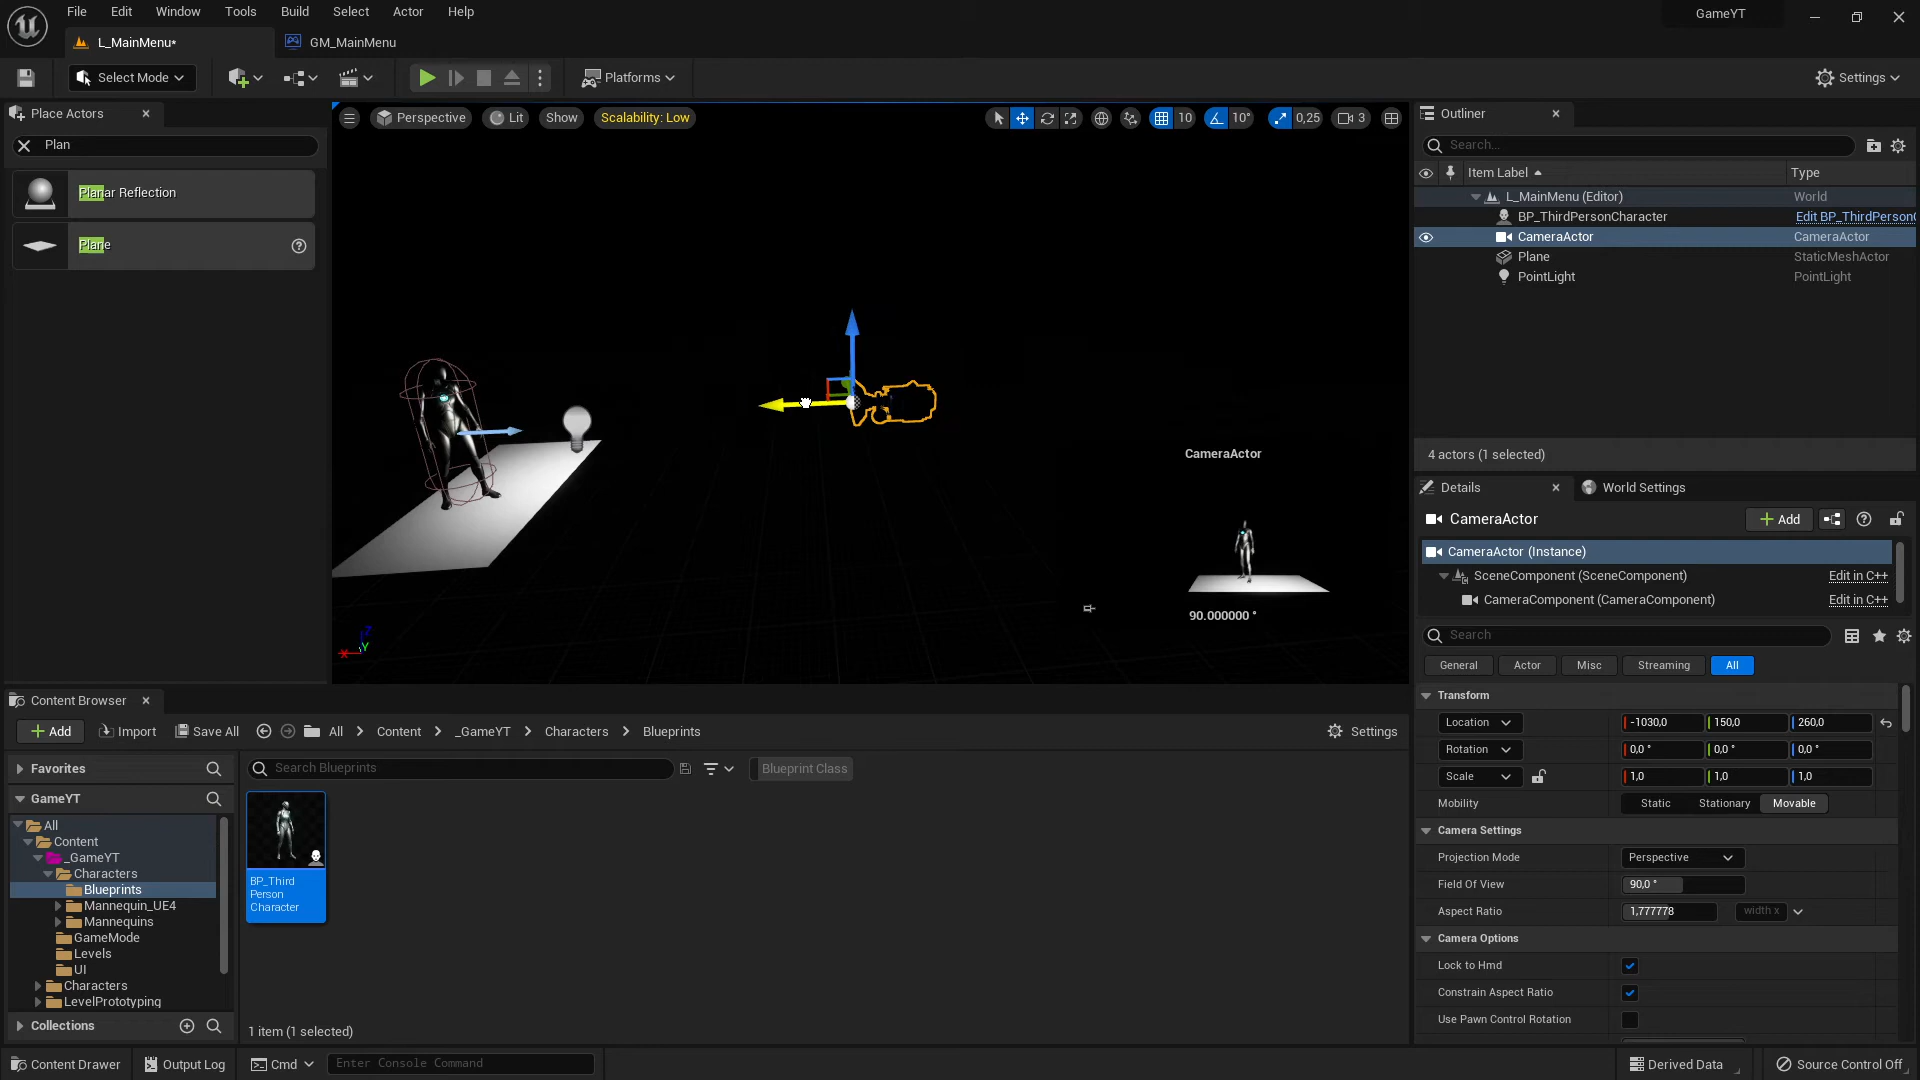 File Edit Window Tools Build Select Actor Help GameYT
L_MainMenu* GM_MainMenu
Select Mode Platforms Settings
Place Actors
Plan
Planar Reflection
Plane
Perspective Lit Show Scalability: Low 10 10° 0,25 3
CameraActor
90.000000 °
Z
X Y
Outliner
Search...
Item Label Type
L_MainMenu (Editor) World
BP_ThirdPersonCharacter Edit BP_ThirdPersonC
CameraActor CameraActor
Plane StaticMeshActor
PointLight PointLight
4 actors (1 selected)
Details World Settings
CameraActor Add
CameraActor (Instance)
SceneComponent (SceneComponent) Edit in C++
CameraComponent (CameraComponent) Edit in C++
Search
General Actor Misc Streaming All
Transform
Location -1030,0 150,0 260,0
Rotation 0,0 ° 0,0 ° 0,0 °
Scale 1,0 1,0 1,0
Mobility Static Stationary Movable
Camera Settings
Projection Mode Perspective
Field Of View 90,0 °
Aspect Ratio 1,777778 width x
Camera Options
Lock to Hmd
Constrain Aspect Ratio
Use Pawn Control Rotation
Content Browser
Add Import Save All All Content _GameYT Characters Blueprints Settings
Favorites Search Blueprints Blueprint Class
GameYT
All
Content
_GameYT
Characters
Blueprints
Mannequin_UE4
Mannequins
GameMode
Levels
UI
Characters
LevelPrototyping
Collections
BP_Third
Person
Character
1 item (1 selected)
Content Drawer Output Log Cmd Enter Console Command Derived Data Source Control Off